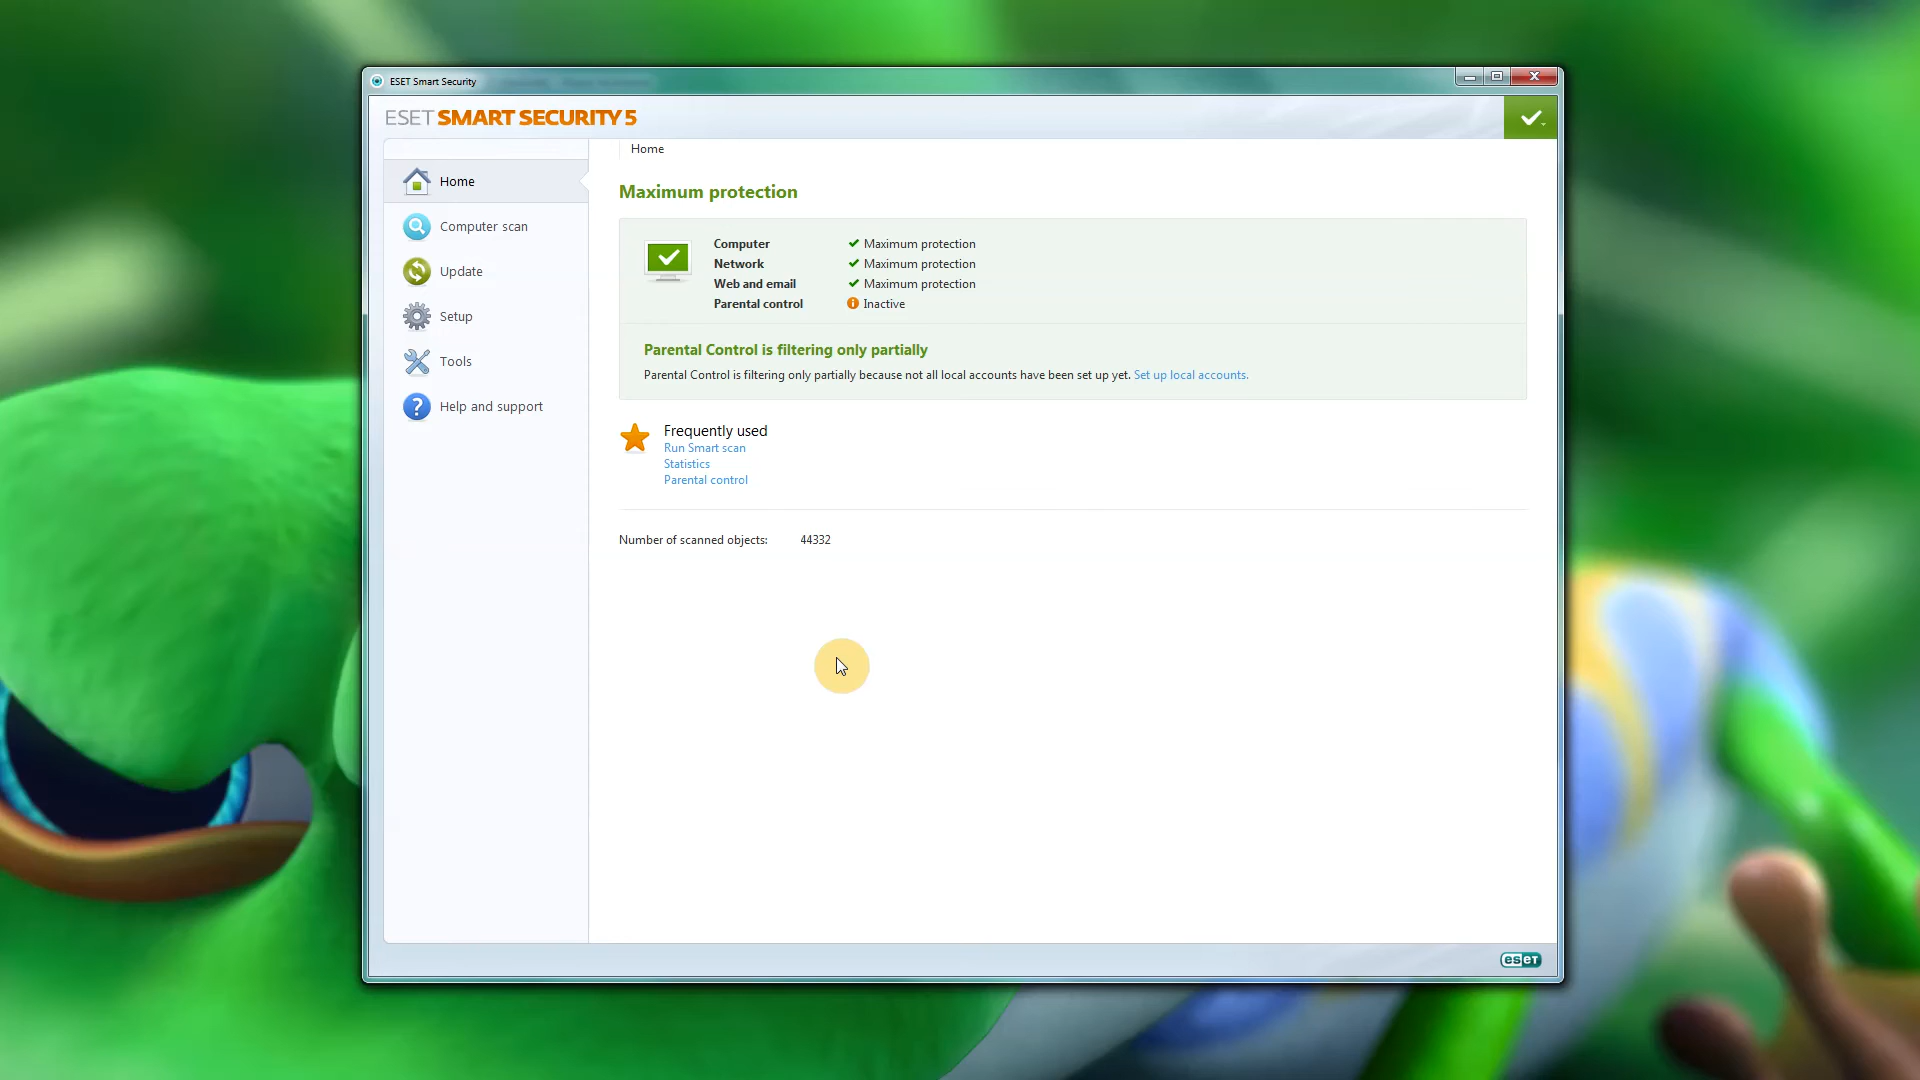 ESET Smart Security
ESET SMART SECURITY 5
Home
Home
Computer scan
Update
Setup
Tools
Help and support
Maximum protection
Computer Maximum protection
Network Maximum protection
Web and email Maximum protection
Parental control Inactive
Parental Control is filtering only partially
Parental Control is filtering only partially because not all local accounts have been set up yet. Set up local accounts.
Frequently used
Run Smart scan
Statistics
Parental control
Number of scanned objects: 44332
eseT